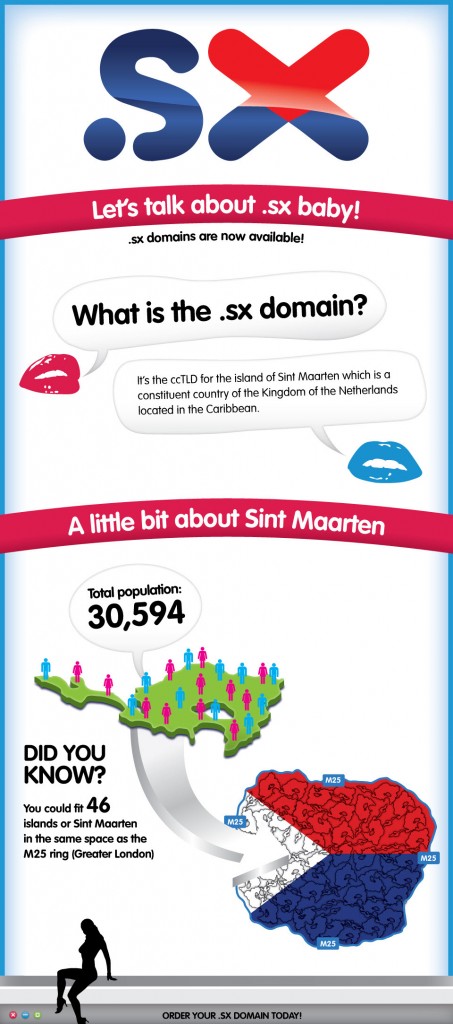 .sx
Let's talk about .sx baby!
.sx domains are now available!
What is the .sx domain?
It's the ccTLD for the island of Sint Maarten which is a
constituent country of the Kingdom of the Netherlands
located in the Caribbean.
A little bit about Sint Maarten
Total population:
30,594
DID YOU
KNOW?
You could fit 46
islands or Sint Maarten
in the same space as the
M25 ring (Greater London)
M25
M25
M25
M25
ORDER YOUR .SX DOMAIN TODAY!